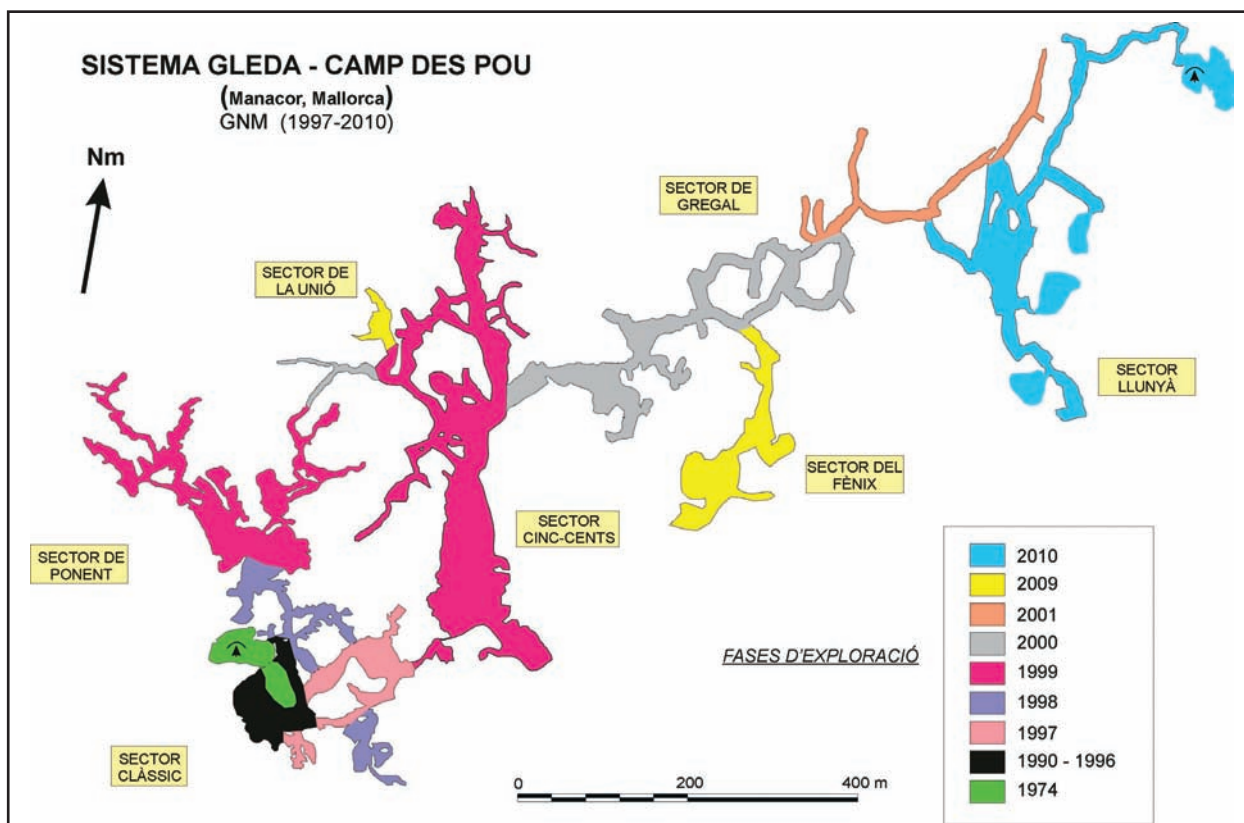 SISTEMA GLEDA - CAMP DES POU
(Manacor, Mallorca)
GNM (1997-2010)
Nm
SECTOR DE
GREGAL
SECTOR DE
LA UNIÓ
SECTOR
LLUNYÀ
SECTOR DEL
FÈNIX
SECTOR
CINC-CENTS
SECTOR DE
PONENT
SECTOR
CLÀSSIC
FASES D'EXPLORACIÓ
2010
2009
2001
2000
1999
1998
1997
1990 - 1996
1974
0 200 400 m